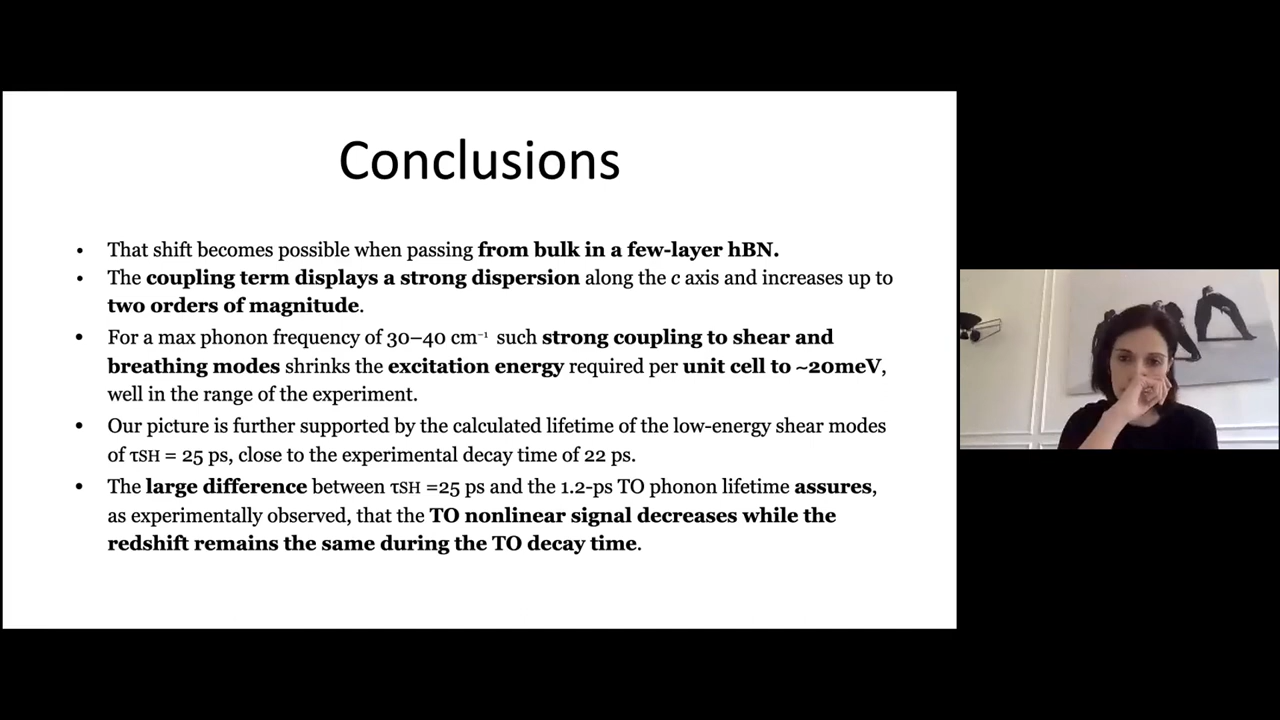 Conclusions
• That shift becomes possible when passing from bulk in a few-layer hBN.
• The coupling term displays a strong dispersion along the c axis and increases up to
two orders of magnitude.
• For a max phonon frequency of 30–40 cm⁻¹ such strong coupling to shear and
breathing modes shrinks the excitation energy required per unit cell to ~20meV,
well in the range of the experiment.
• Our picture is further supported by the calculated lifetime of the low-energy shear modes
of τSH = 25 ps, close to the experimental decay time of 22 ps.
• The large difference between τSH =25 ps and the 1.2-ps TO phonon lifetime assures,
as experimentally observed, that the TO nonlinear signal decreases while the
redshift remains the same during the TO decay time.